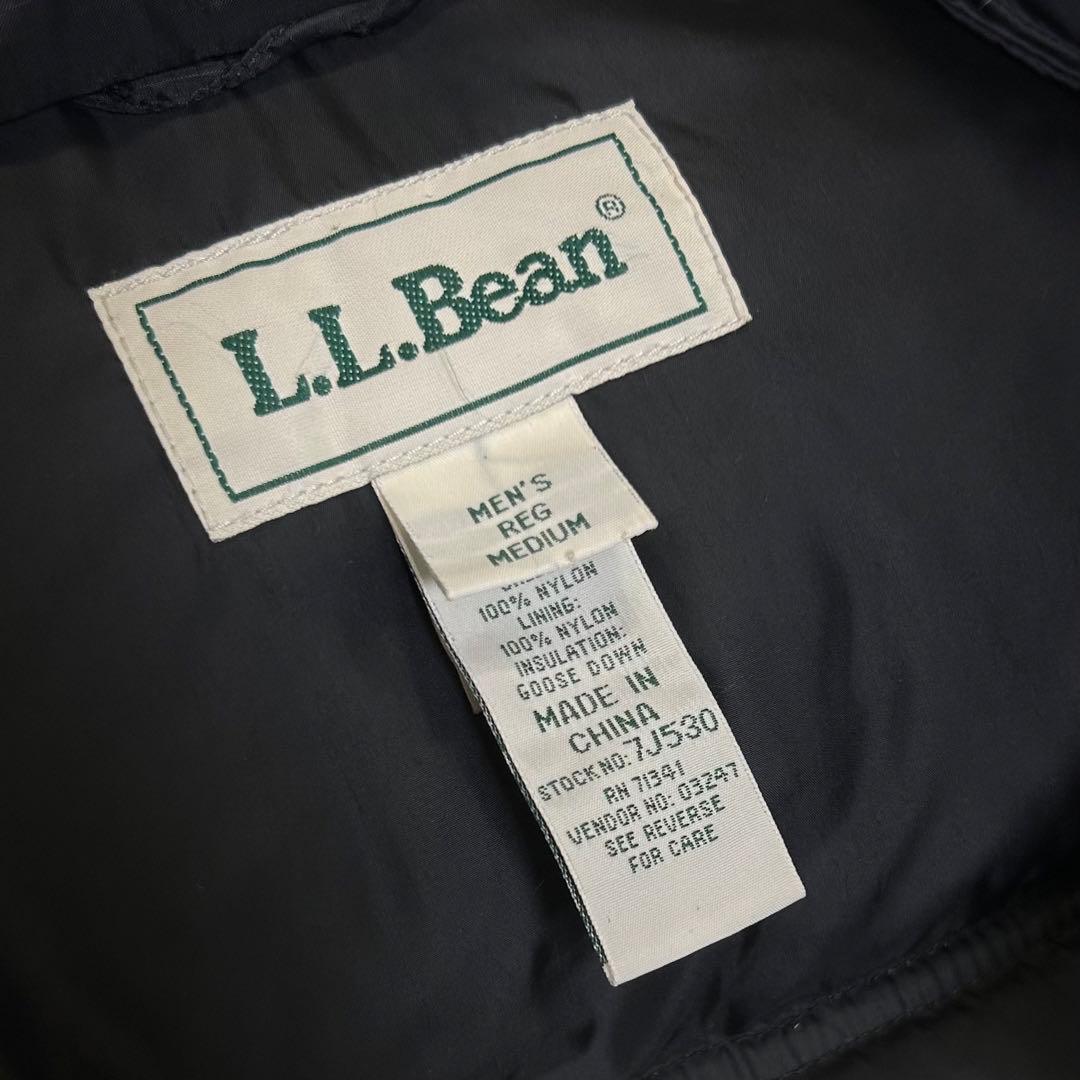 L.L.Bean®
MEN'S
REG
MEDIUM
100% NYLON
LINING:
100% NYLON
INSULATION:
GOOSE DOWN
MADE IN
CHINA
STOCK NO: 7J530
RN 71341
VENDOR NO: 03247
SEE REVERSE
FOR CARE